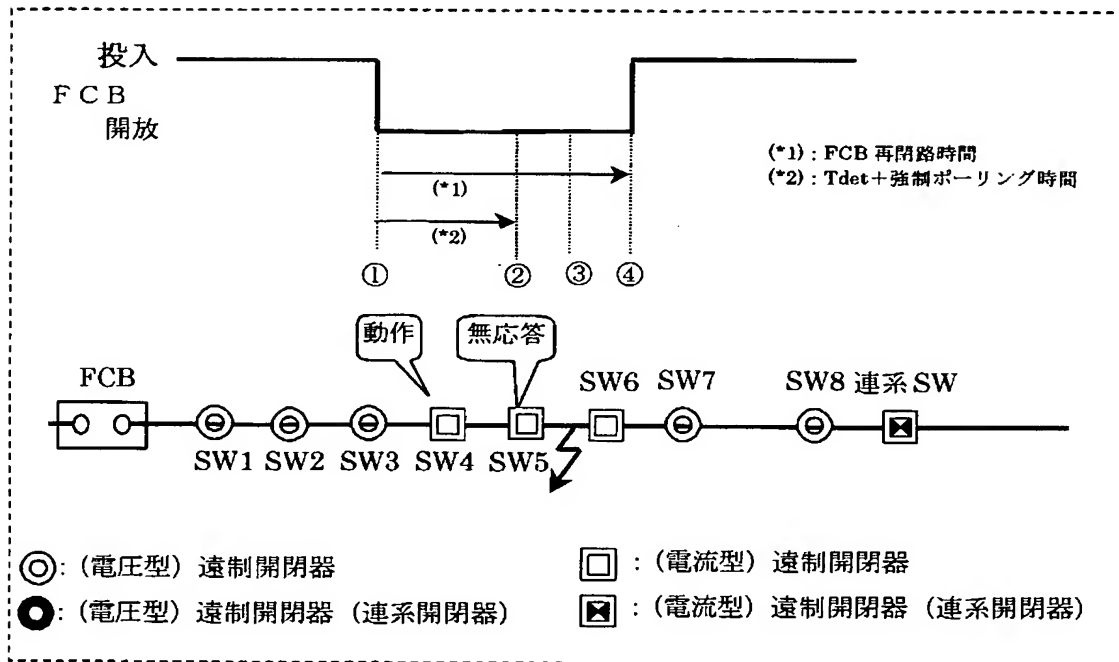 投入
FCB
開放
(*1)：FCB 再閉路時間
(*2)：Tdet＋強制ポーリング時間
(*1)
(*2)
① ② ③ ④
動作 無応答
FCB SW6 SW7 SW8 連系 SW
SW1 SW2 SW3 SW4 SW5
：(電圧型) 遠制開閉器
：(電流型) 遠制開閉器
：(電圧型) 遠制開閉器 (連系開閉器)
：(電流型) 遠制開閉器 (連系開閉器)